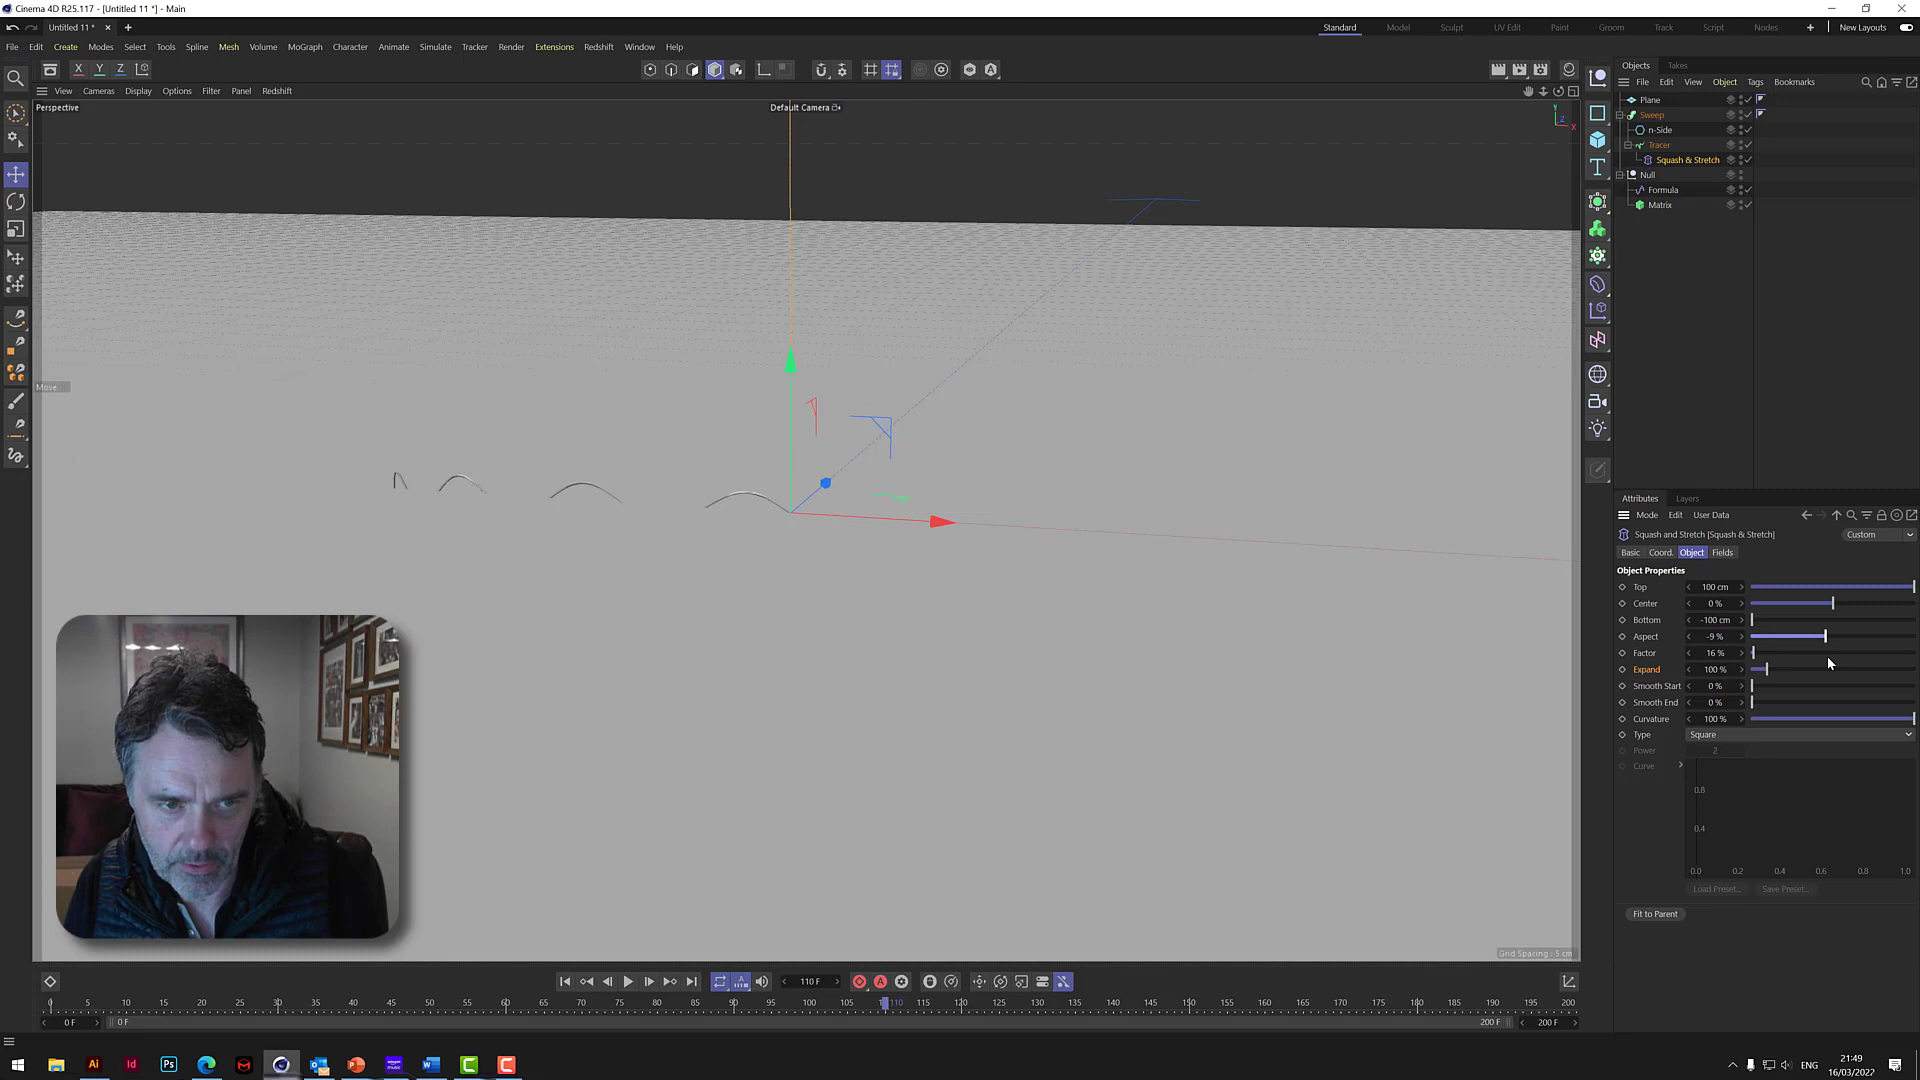 Cinema 4D R25.117 - [Untitled 11 *] - Main
Untitled 11 *
Standard Model Sculpt UV Edit Paint Groom Track Script Nodes New Layouts
File Edit Create Modes Select Tools Spline Mesh Volume MoGraph Character Animate Simulate Tracker Extensions Render Redshift Window Help
Objects Takes
X Y Z
File Edit View Object Tags Bookmarks
View Cameras Display Options Filter Panel Redshift
Perspective
Default Camera
Y
Z
X
Plane
Sweep
n-Side
Tracer
Squash & Stretch
Null
Formula
Matrix
Move
Attributes Layers
Mode Edit User Data
Squash and Stretch [Squash & Stretch]
Custom
Basic Coord. Object Fields
Object Properties
Top 100 cm
Center 0 %
Bottom -100 cm
Aspect -9 %
Factor 16 %
Expand 100 %
Smooth Start 0 %
Smooth End 0 %
Curvature 100 %
Type Square
Power 2
Curve
0.8
0.4
0.0 0.2 0.4 0.6 0.8 1.0
Load Preset... Save Preset...
Fit to Parent
Grid Spacing : 5 cm
110 F
0 5 10 15 20 25 30 35 40 45 50 55 60 65 70 75 80 85 90 95 100 105 110 115 120 125 130 135 140 145 150 155 160 165 170 175 180 185 190 195 200
0 F 0 F 200 F 200 F
Ai Id Ps W
ENG
21:49
16/03/2022